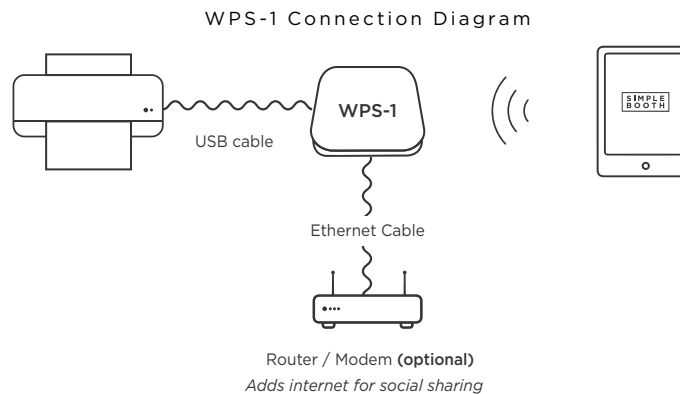 WPS-1 Connection Diagram
WPS-1
SIMPLE
BOOTH
USB cable
Ethernet Cable
Router / Modem (optional)
Adds internet for social sharing